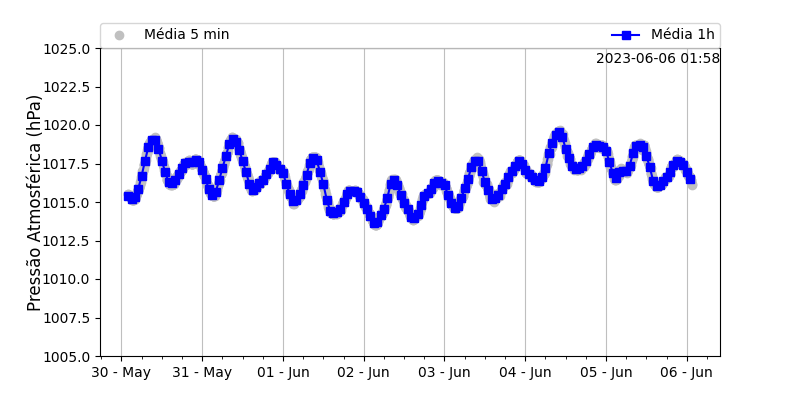 Média 5 min
Média 1h
2023-06-06 01:58
Pressão Atmosférica (hPa)
1025.0
1022.5
1020.0
1017.5
1015.0
1012.5
1010.0
1007.5
1005.0
30 - May
31 - May
01 - Jun
02 - Jun
03 - Jun
04 - Jun
05 - Jun
06 - Jun